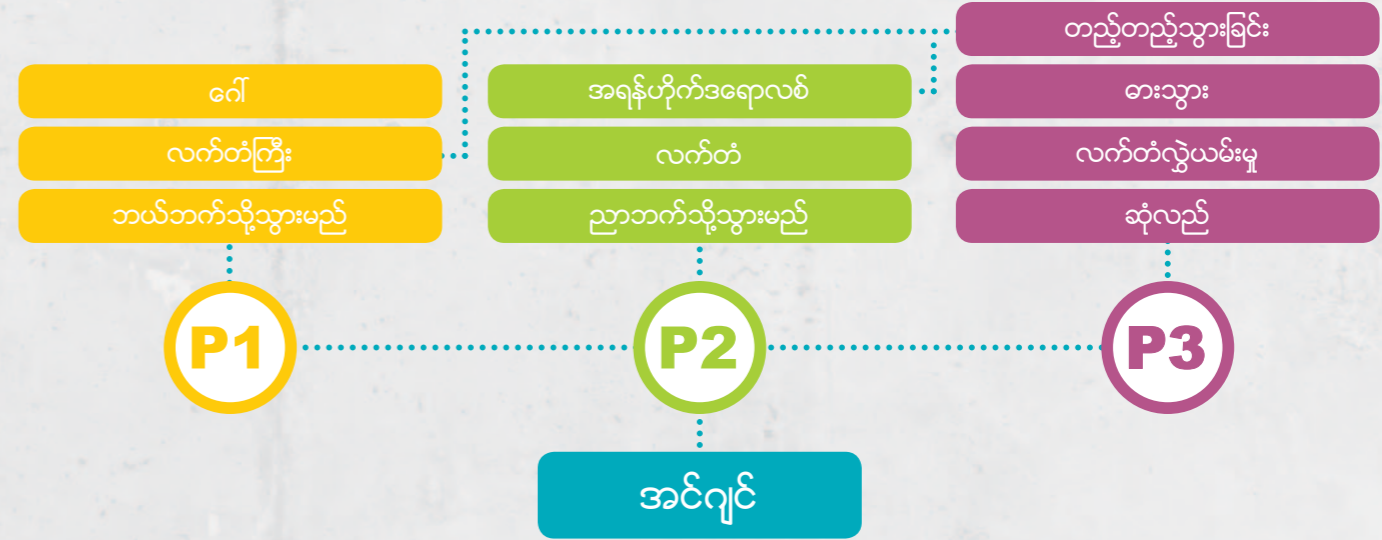 တည့်တည့်သွားခြင်း
ဂေါ်
အရန်ဟိုက်ဒရောလစ်
ဓားသွား
လက်တံကြီး
လက်တံ
လက်တံလွှဲယမ်းမှု
ဘယ်ဘက်သို့သွားမည်
ညာဘက်သို့သွားမည်
ဆုံလည်
P1
P2
P3
အင်ဂျင်